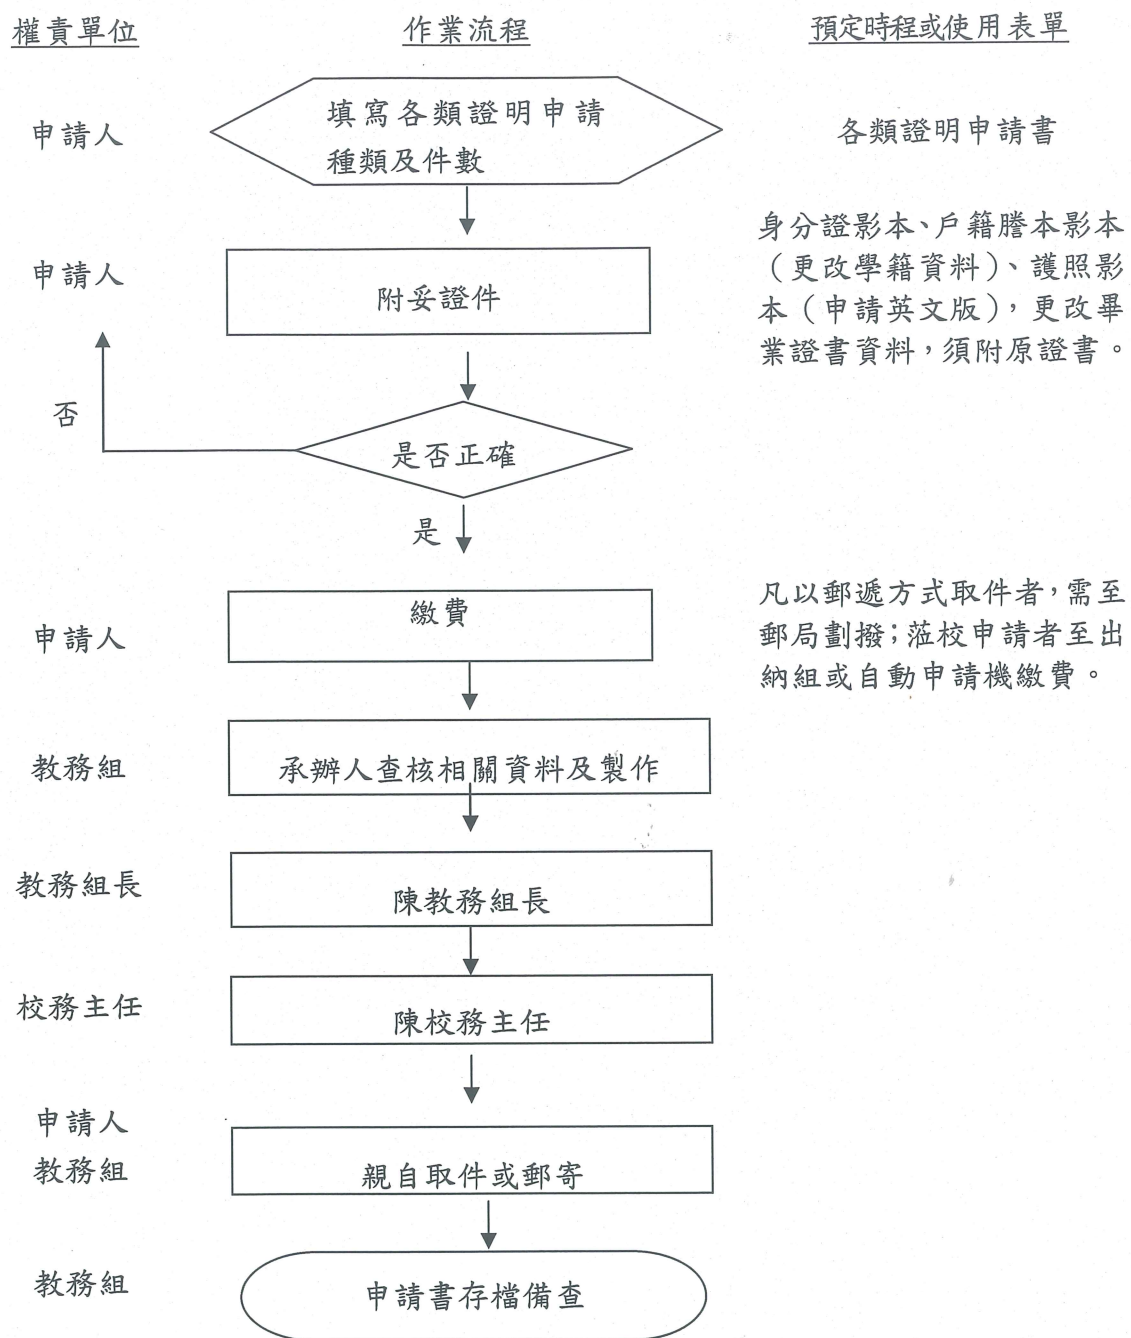 權責單位
作業流程
預定時程或使用表單
申請人
填寫各類證明申請
種類及件數
各類證明申請書
申請人
附妥證件
身分證影本、戶籍謄本影本
（更改學籍資料）、護照影
本（申請英文版），更改畢
業證書資料，須附原證書。
否
是否正確
是
申請人
繳費
凡以郵遞方式取件者，需至
郵局劃撥；蒞校申請者至出
納組或自動申請機繳費。
教務組
承辦人查核相關資料及製作
教務組長
陳教務組長
校務主任
陳校務主任
申請人
教務組
親自取件或郵寄
教務組
申請書存檔備查